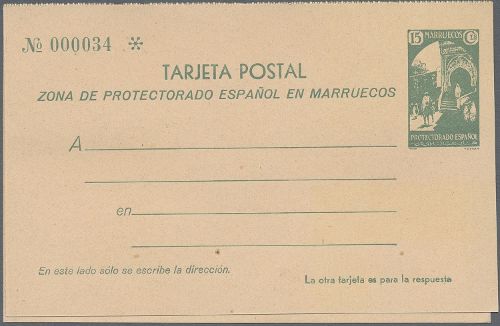 № 000034 *
15 MARRUECOS Cts
TARJETA POSTAL
ZONA DE PROTECTORADO ESPAÑOL EN MARRUECOS
PROTECTORADO ESPAÑOL
A
en
En este lado sólo se escribe la dirección.
La otra tarjeta es para la respuesta